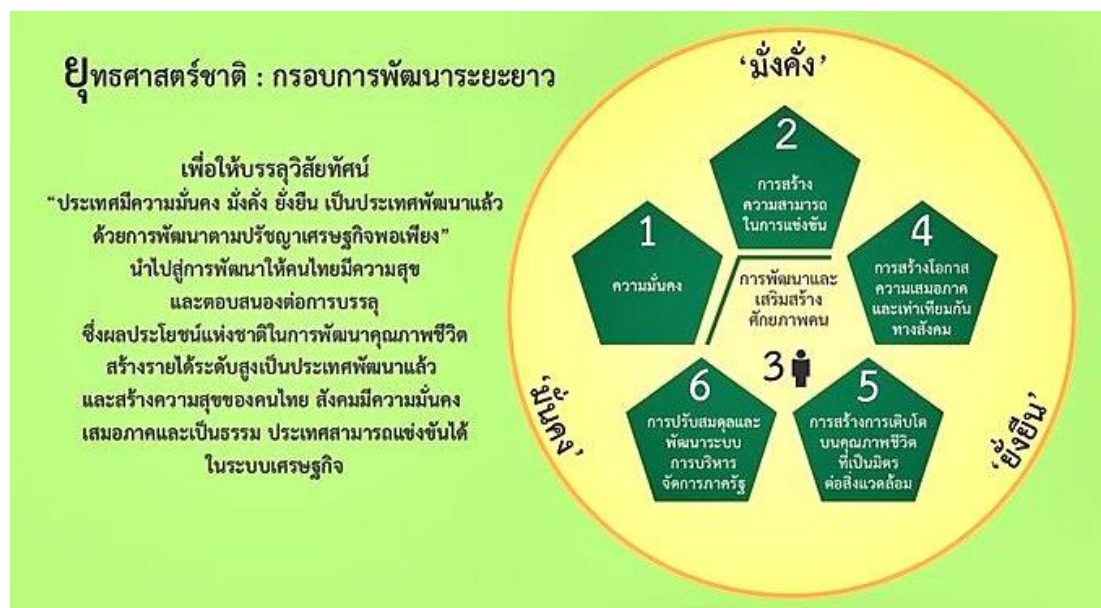 ยุทธศาสตร์ชาติ : กรอบการพัฒนาระยะยาว
เพื่อให้บรรลุวิสัยทัศน์
“ประเทศมีความมั่นคง มั่งคั่ง ยั่งยืน เป็นประเทศพัฒนาแล้ว
ด้วยการพัฒนาตามปรัชญาเศรษฐกิจพอเพียง”
นำไปสู่การพัฒนาให้คนไทยมีความสุข
และตอบสนองต่อการบรรลุ
ซึ่งผลประโยชน์แห่งชาติในการพัฒนาคุณภาพชีวิต
สร้างรายได้ระดับสูงเป็นประเทศพัฒนาแล้ว
และสร้างความสุขของคนไทย สังคมมีความมั่นคง
เสมอภาคและเป็นธรรม ประเทศสามารถแข่งขันได้
ในระบบเศรษฐกิจ
‘มั่งคั่ง’
1
ความมั่นคง
2
การสร้าง
ความสามารถ
ในการแข่งขัน
การพัฒนาและ
เสริมสร้าง
ศักยภาพคน
3
4
การสร้างโอกาส
ความเสมอภาค
และเท่าเทียมกัน
ทางสังคม
5
การสร้างการเติบโต
บนคุณภาพชีวิต
ที่เป็นมิตร
ต่อสิ่งแวดล้อม
6
การปรับสมดุลและ
พัฒนาระบบ
การบริหาร
จัดการภาครัฐ
‘มั่นคง’
‘ยั่งยืน’